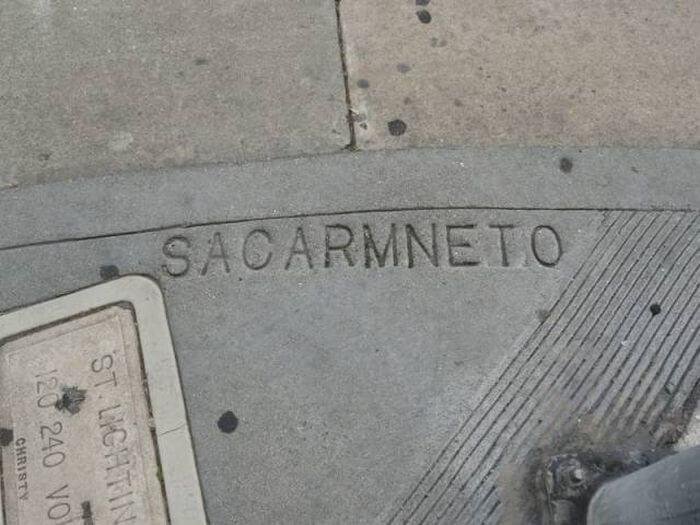 SACARMNETO
ST. LIGHTIN
120 240 VO
CHRISTY